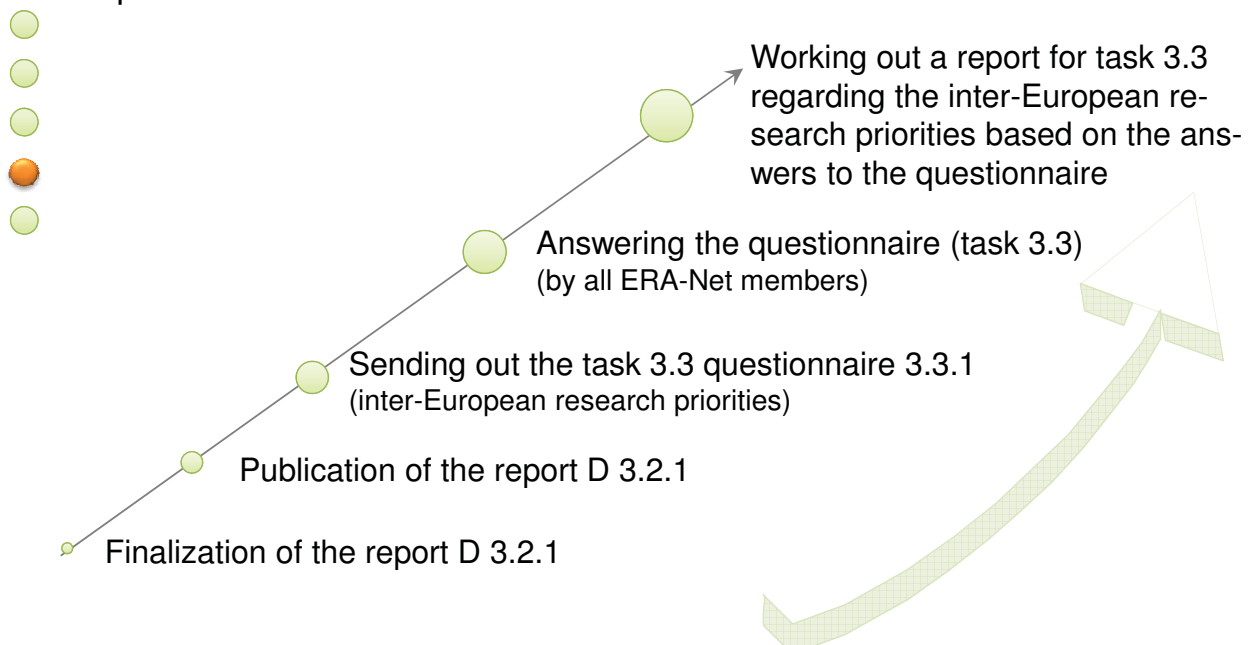 Working out a report for task 3.3
regarding the inter-European re-
search priorities based on the ans-
wers to the questionnaire
Answering the questionnaire (task 3.3)
(by all ERA-Net members)
Sending out the task 3.3 questionnaire 3.3.1
(inter-European research priorities)
Publication of the report D 3.2.1
Finalization of the report D 3.2.1